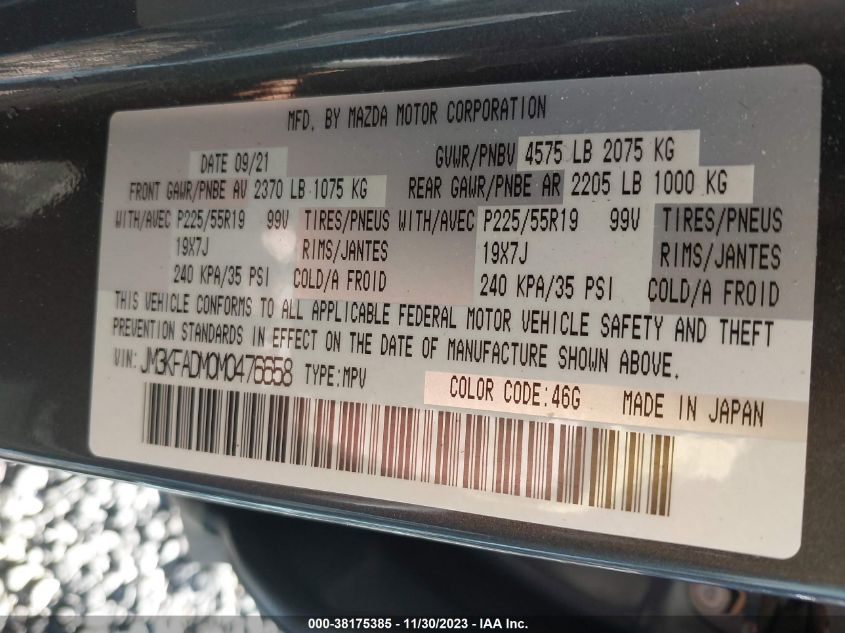 MFD. BY MAZDA MOTOR CORPORATION
DATE 09/21 GVWR/PNBV 4575 LB 2075 KG
FRONT GAWR/PNBE AV 2370 LB 1075 KG REAR GAWR/PNBE AR 2205 LB 1000 KG
WITH/AVEC P225/55R19 99V TIRES/PNEUS WITH/AVEC P225/55R19 99V TIRES/PNEUS
19X7J RIMS/JANTES 19X7J RIMS/JANTES
240 KPA/35 PSI COLD/A FROID 240 KPA/35 PSI COLD/A FROID
THIS VEHICLE CONFORMS TO ALL APPLICABLE FEDERAL MOTOR VEHICLE SAFETY AND THEFT
PREVENTION STANDARDS IN EFFECT ON THE DATE OF MANUFACTURE SHOWN ABOVE.
VIN: JM3KFADM0M0476658 TYPE:MPV COLOR CODE:46G MADE IN JAPAN
000-38175385 - 11/30/2023 - IAA Inc.